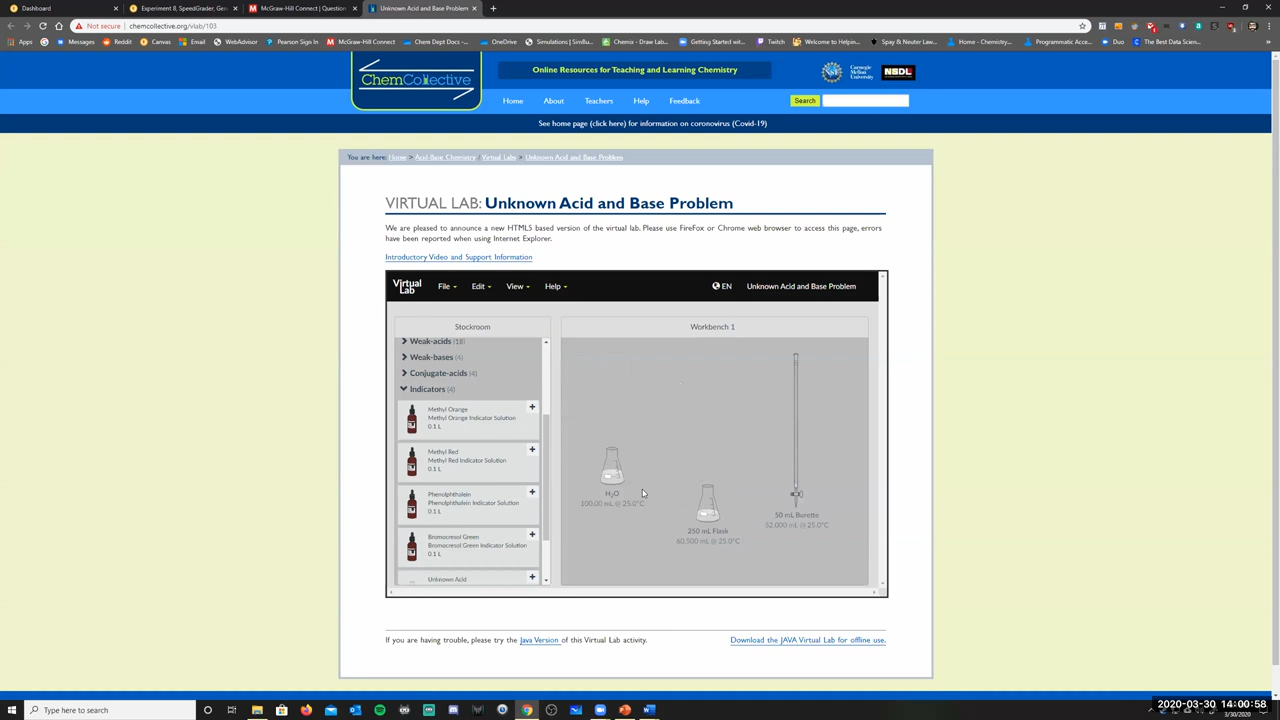 Dashboard
Experiment 8, SpeedGrader, Gen
McGraw-Hill Connect | Question
Unknown Acid and Base Problem
Not secure | chemcollective.org/vlab/103
Apps
Messages
Reddit
Canvas
Email
WebAdvisor
Pearson Sign In
McGraw-Hill Connect
Chem Dept Docs -...
OneDrive
Simulations | Similu...
Chemix - Draw Lab...
Getting Started wit...
Twitch
Welcome to Helpin...
Spay & Neuter Law...
Home - Chemistry...
Programmatic Acce...
Duo
The Best Data Scien...
ChemCollective
Online Resources for Teaching and Learning Chemistry
Carnegie Mellon University
NSDL
Home
About
Teachers
Help
Feedback
Search
See home page (click here) for information on coronovirus (Covid-19)
You are here: Home > Acid-Base Chemistry / Virtual Labs > Unknown Acid and Base Problem
VIRTUAL LAB: Unknown Acid and Base Problem
We are pleased to announce a new HTML5 based version of the virtual lab. Please use FireFox or Chrome web browser to access this page, errors
have been reported when using Internet Explorer.
Introductory Video and Support Information
Virtual Lab
File
Edit
View
Help
EN
Unknown Acid and Base Problem
Stockroom
Workbench 1
Weak-acids (18)
Weak-bases (4)
Conjugate-acids (4)
Indicators (4)
Methyl Orange
Methyl Orange Indicator Solution
0.1 L
Methyl Red
Methyl Red Indicator Solution
0.1 L
Phenolphthalein
Phenolphthalein Indicator Solution
0.1 L
Bromocresol Green
Bromocresol Green Indicator Solution
0.1 L
Unknown Acid
H₂O
100.00 mL @ 25.0°C
250 mL Flask
60.500 mL @ 25.0°C
50 mL Burette
52.000 mL @ 25.0°C
If you are having trouble, please try the Java Version of this Virtual Lab activity.
Download the JAVA Virtual Lab for offline use.
Type here to search
2020-03-30 14:00:58
3/30/2020